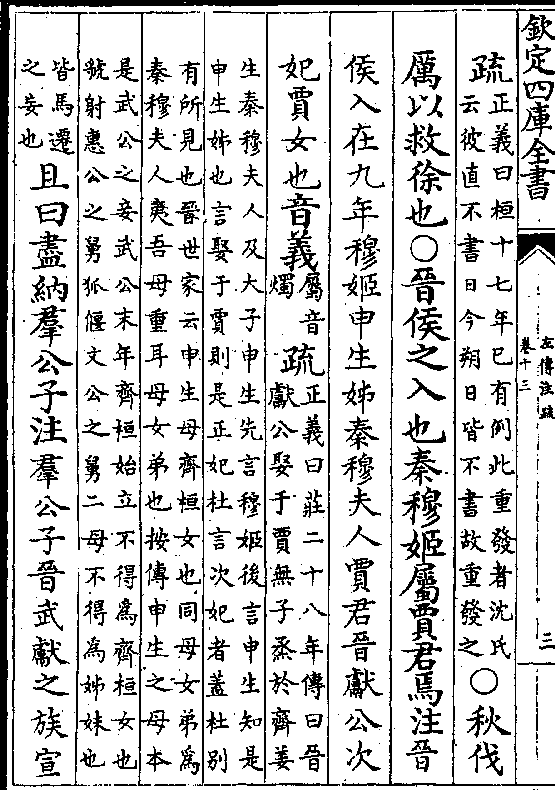 欽定四庫全書
左傳注疏
卷十三
三
疏正義曰桓十七年已有例此重發者沈氏
云彼直不書日今朔日皆不書故重發之〇秋伐
厲以救徐也〇晉侯之入也秦穆姬屬賈君焉注晉
侯入在九年穆姬申生姊秦穆夫人賈君晉獻公次
妃賈女也音義屬音
燭疏正義曰莊二十八年傳曰晉
獻公娶于賈無子烝於齊姜
生秦穆夫人及大子申生先言穆姬後言申生知是
申生姊也言娶于賈則是正妃杜言次妃者蓋杜别
有所見也晉世家云申生母齊桓女也同母女弟為
秦穆夫人夷吾母重耳母女弟也按傳申生之母本
是武公之妾武公末年齊桓始立不得為齊桓女也
虢射惠公之舅狐偃文公之舅二母不得為姊妹也
皆馬遷
之妄也且曰盡納羣公子注羣公子晉武獻之族宣